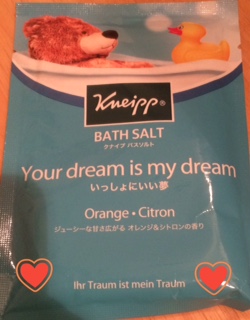 Kneipp®
BATH SALT
クナイプ バスソルト
Your dream is my dream
いっしょにいい夢
Orange・Citron
ジューシーな甘さ広がる オレンジ&シトロンの香り
Ihr Traum ist mein Traum